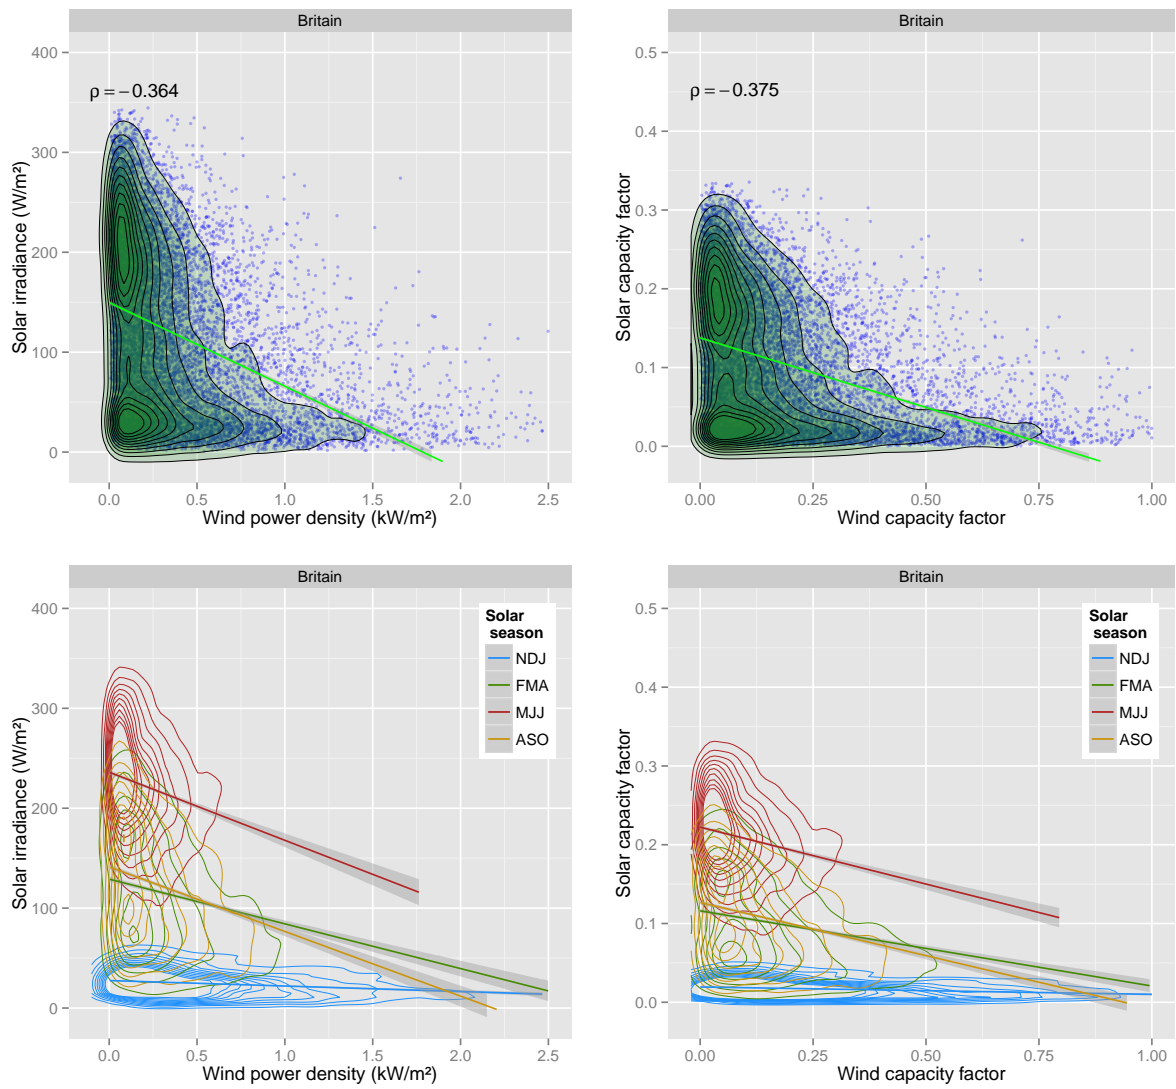 Britain
400
300
200
100
0
ρ = −0.364
Solar irradiance (W/m²)
0.0 0.5 1.0 1.5 2.0 2.5
Wind power density (kW/m²)
Britain
0.5
0.4
0.3
0.2
0.1
0.0
ρ = −0.375
Solar capacity factor
0.00 0.25 0.50 0.75 1.00
Wind capacity factor
Britain
400
300
200
100
0
Solar irradiance (W/m²)
Solar
season
NDJ
FMA
MJJ
ASO
0.0 0.5 1.0 1.5 2.0 2.5
Wind power density (kW/m²)
Britain
0.5
0.4
0.3
0.2
0.1
0.0
Solar capacity factor
Solar
season
NDJ
FMA
MJJ
ASO
0.00 0.25 0.50 0.75 1.00
Wind capacity factor